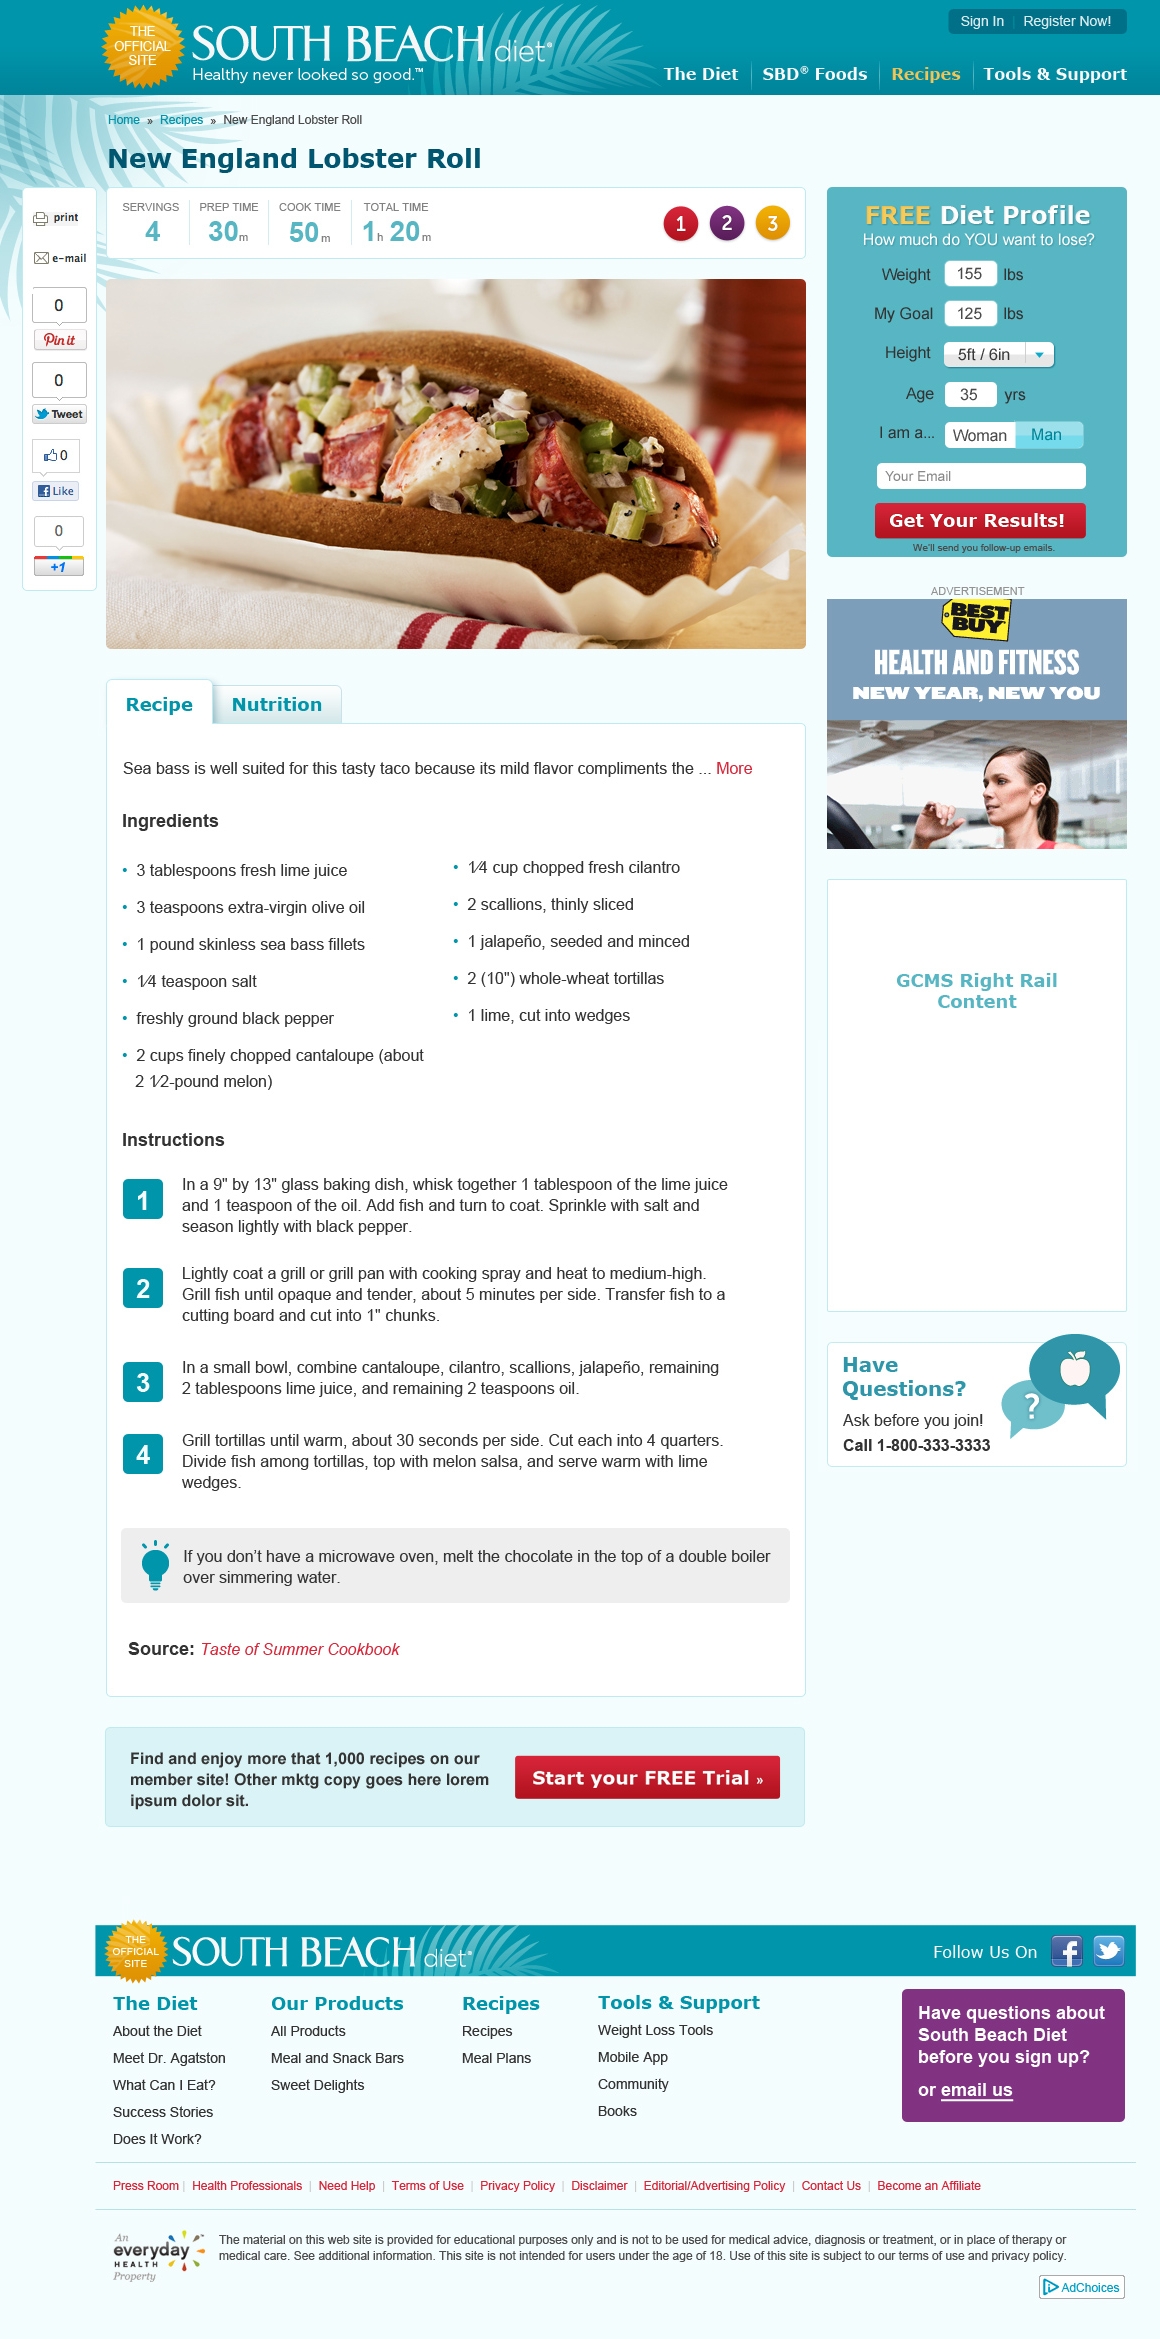 THE
OFFICIAL
SITE
SOUTH BEACH diet®
Healthy never looked so good.™
Sign In | Register Now!
The Diet
SBD® Foods
Recipes
Tools & Support
Home » Recipes » New England Lobster Roll
New England Lobster Roll
print
e-mail
0
Pin it
0
Tweet
0
Like
0
+1
SERVINGS
4
PREP TIME
30m
COOK TIME
50m
TOTAL TIME
1h 20m
1
2
3
FREE Diet Profile
How much do YOU want to lose?
Weight 155 lbs
My Goal 125 lbs
Height 5ft / 6in
Age 35 yrs
I am a... Woman Man
Your Email
Get Your Results!
We'll send you follow-up emails.
ADVERTISEMENT
BEST
BUY
HEALTH AND FITNESS
NEW YEAR, NEW YOU
Recipe
Nutrition
Sea bass is well suited for this tasty taco because its mild flavor compliments the ... More
Ingredients
• 3 tablespoons fresh lime juice
• 3 teaspoons extra-virgin olive oil
• 1 pound skinless sea bass fillets
• 1⁄4 teaspoon salt
• freshly ground black pepper
• 2 cups finely chopped cantaloupe (about
2 1⁄2-pound melon)
• 1⁄4 cup chopped fresh cilantro
• 2 scallions, thinly sliced
• 1 jalapeño, seeded and minced
• 2 (10") whole-wheat tortillas
• 1 lime, cut into wedges
Instructions
1
In a 9" by 13" glass baking dish, whisk together 1 tablespoon of the lime juice
and 1 teaspoon of the oil. Add fish and turn to coat. Sprinkle with salt and
season lightly with black pepper.
2
Lightly coat a grill or grill pan with cooking spray and heat to medium-high.
Grill fish until opaque and tender, about 5 minutes per side. Transfer fish to a
cutting board and cut into 1" chunks.
3
In a small bowl, combine cantaloupe, cilantro, scallions, jalapeño, remaining
2 tablespoons lime juice, and remaining 2 teaspoons oil.
4
Grill tortillas until warm, about 30 seconds per side. Cut each into 4 quarters.
Divide fish among tortillas, top with melon salsa, and serve warm with lime
wedges.
If you don’t have a microwave oven, melt the chocolate in the top of a double boiler
over simmering water.
Source: Taste of Summer Cookbook
GCMS Right Rail
Content
Have
Questions?
?
Ask before you join!
Call 1-800-333-3333
Find and enjoy more that 1,000 recipes on our
member site! Other mktg copy goes here lorem
ipsum dolor sit.
Start your FREE Trial »
THE
OFFICIAL
SITE
SOUTH BEACH diet®
Follow Us On
f
The Diet
About the Diet
Meet Dr. Agatston
What Can I Eat?
Success Stories
Does It Work?
Our Products
All Products
Meal and Snack Bars
Sweet Delights
Recipes
Recipes
Meal Plans
Tools & Support
Weight Loss Tools
Mobile App
Community
Books
Have questions about
South Beach Diet
before you sign up?
or email us
Press Room | Health Professionals | Need Help | Terms of Use | Privacy Policy | Disclaimer | Editorial/Advertising Policy | Contact Us | Become an Affiliate
An
everyday
HEALTH
Property
The material on this web site is provided for educational purposes only and is not to be used for medical advice, diagnosis or treatment, or in place of therapy or
medical care. See additional information. This site is not intended for users under the age of 18. Use of this site is subject to our terms of use and privacy policy.
AdChoices